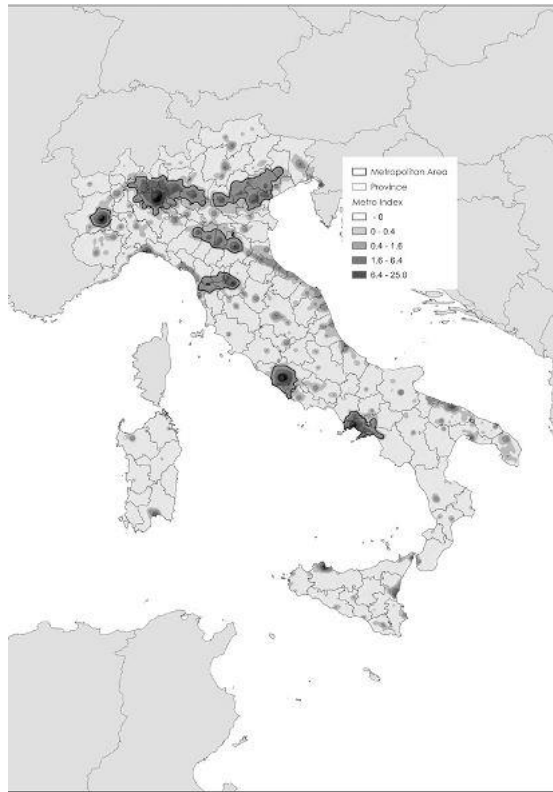 Metropolitan Area
Province
Metro Index
- 0
0 - 0.4
0.4 - 1.6
1.6 - 6.4
6.4 - 25.0